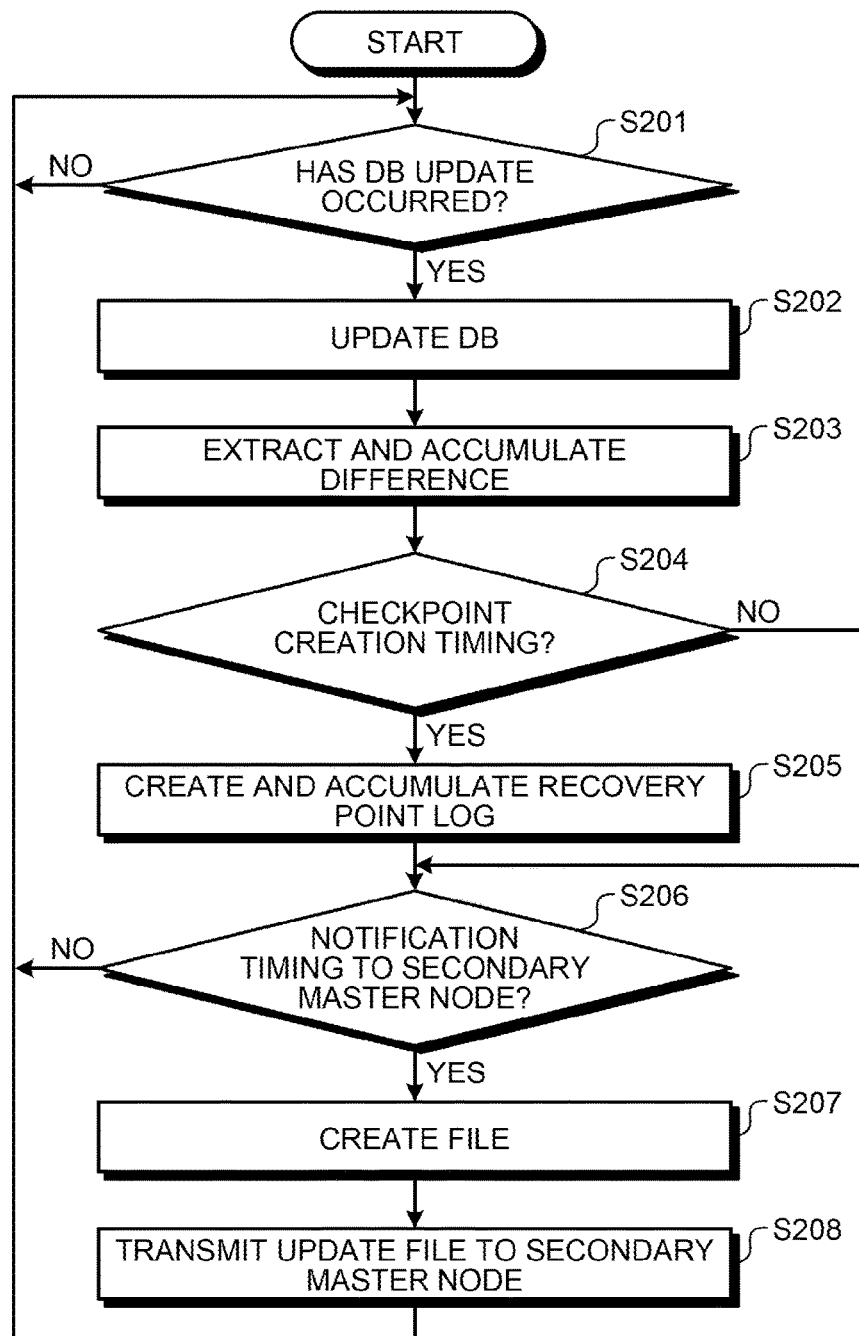 START
S201
NO
HAS DB UPDATE
OCCURRED?
YES
S202
UPDATE DB
S203
EXTRACT AND ACCUMULATE
DIFFERENCE
S204
CHECKPOINT
CREATION TIMING?
NO
YES
S205
CREATE AND ACCUMULATE RECOVERY
POINT LOG
S206
NO
NOTIFICATION
TIMING TO SECONDARY
MASTER NODE?
YES
S207
CREATE FILE
S208
TRANSMIT UPDATE FILE TO SECONDARY
MASTER NODE